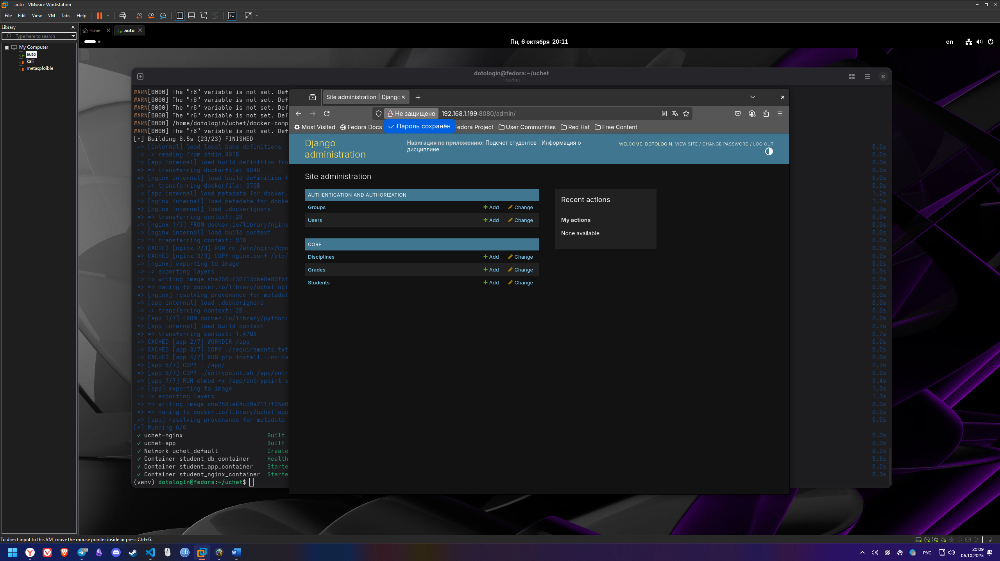 auto - VMware Workstation
File Edit View VM Tabs Help
Library
Type here to search
My Computer
auto
kali
metasploible
Home
auto
Пн, 6 октября 20:11
en
dotologin@fedora:~/uchet
~/uchet
WARN[0000] The "r6" variable is not set. Def
WARN[0000] The "r6" variable is not set. Def
WARN[0000] The "r6" variable is not set. Def
WARN[0000] The "r6" variable is not set. Def
WARN[0000] /home/dotologin/uchet/docker-comp
WARN[0000] The "r6" variable is not set. Def
[+] Building 6.5s (23/23) FINISHED
=> [internal] load local bake definitions 0.0s
=> => reading from stdin 891B 0.0s
=> [app internal] load build definition fro 0.0s
=> => transferring dockerfile: 684B 0.0s
=> [nginx internal] load build definition f 0.0s
=> => transferring dockerfile: 370B 0.0s
=> [app internal] load metadata for docker. 1.2s
=> [nginx internal] load metadata for docke 1.1s
=> [nginx internal] load .dockerignore 0.0s
=> => transferring context: 2B 0.0s
=> [nginx 1/3] FROM docker.io/library/nginx 0.0s
=> [nginx internal] load build context 0.0s
=> => transferring context: 91B 0.0s
=> CACHED [nginx 2/3] RUN rm /etc/nginx/con 0.0s
=> CACHED [nginx 3/3] COPY nginx.conf /etc/ 0.0s
=> [nginx] exporting to image 0.0s
=> => exporting layers 0.0s
=> => writing image sha256:f30713bbe8a80fbf 0.0s
=> => naming to docker.io/library/uchet-ngi 0.0s
=> [nginx] resolving provenance for metadat 0.0s
=> [app internal] load .dockerignore 0.0s
=> => transferring context: 2B 0.0s
=> [app 1/7] FROM docker.io/library/python: 0.0s
=> [app internal] load build context 0.7s
=> => transferring context: 1.47MB 0.7s
=> CACHED [app 2/7] WORKDIR /app 0.0s
=> CACHED [app 3/7] COPY ./requirements.txt 0.0s
=> CACHED [app 4/7] RUN pip install --no-ca 0.0s
=> [app 5/7] COPY . /app/ 2.7s
=> [app 6/7] COPY ./entrypoint.sh /app/entr 0.0s
=> [app 7/7] RUN chmod +x /app/entrypoint.s 0.4s
=> [app] exporting to image 1.3s
=> => exporting layers 1.3s
=> => writing image sha256:e84cc0a2117f35a0 0.0s
=> => naming to docker.io/library/uchet-app 0.0s
=> [app] resolving provenance for metadata 0.0s
[+] Running 6/6
✓ uchet-nginx Built 0.0s
✓ uchet-app Built 0.0s
✓ Network uchet_default Create 0.2s
✓ Container student_db_container Health 5.9s
✓ Container student_app_container Starte 6.0s
✓ Container student_nginx_container Starte 6.3s
(venv) dotologin@fedora:~/uchet$
Site administration | Django
Не защищено 192.168.1.199:8080/admin/
Most Visited Fedora Docs Fedora Project User Communities Red Hat Free Content
Пароль сохранён
Django administration
Навигация по приложению: Подсчет студентов | Информация о
дисциплине
WELCOME, DOTOLOGIN. VIEW SITE / CHANGE PASSWORD / LOG OUT
Site administration
AUTHENTICATION AND AUTHORIZATION
Groups Add Change
Users Add Change
CORE
Disciplines Add Change
Grades Add Change
Students Add Change
Recent actions
My actions
None available
To direct input to this VM, move the mouse pointer inside or press Ctrl+G.
50
qb
W
РУС
20:09
06.10.2025